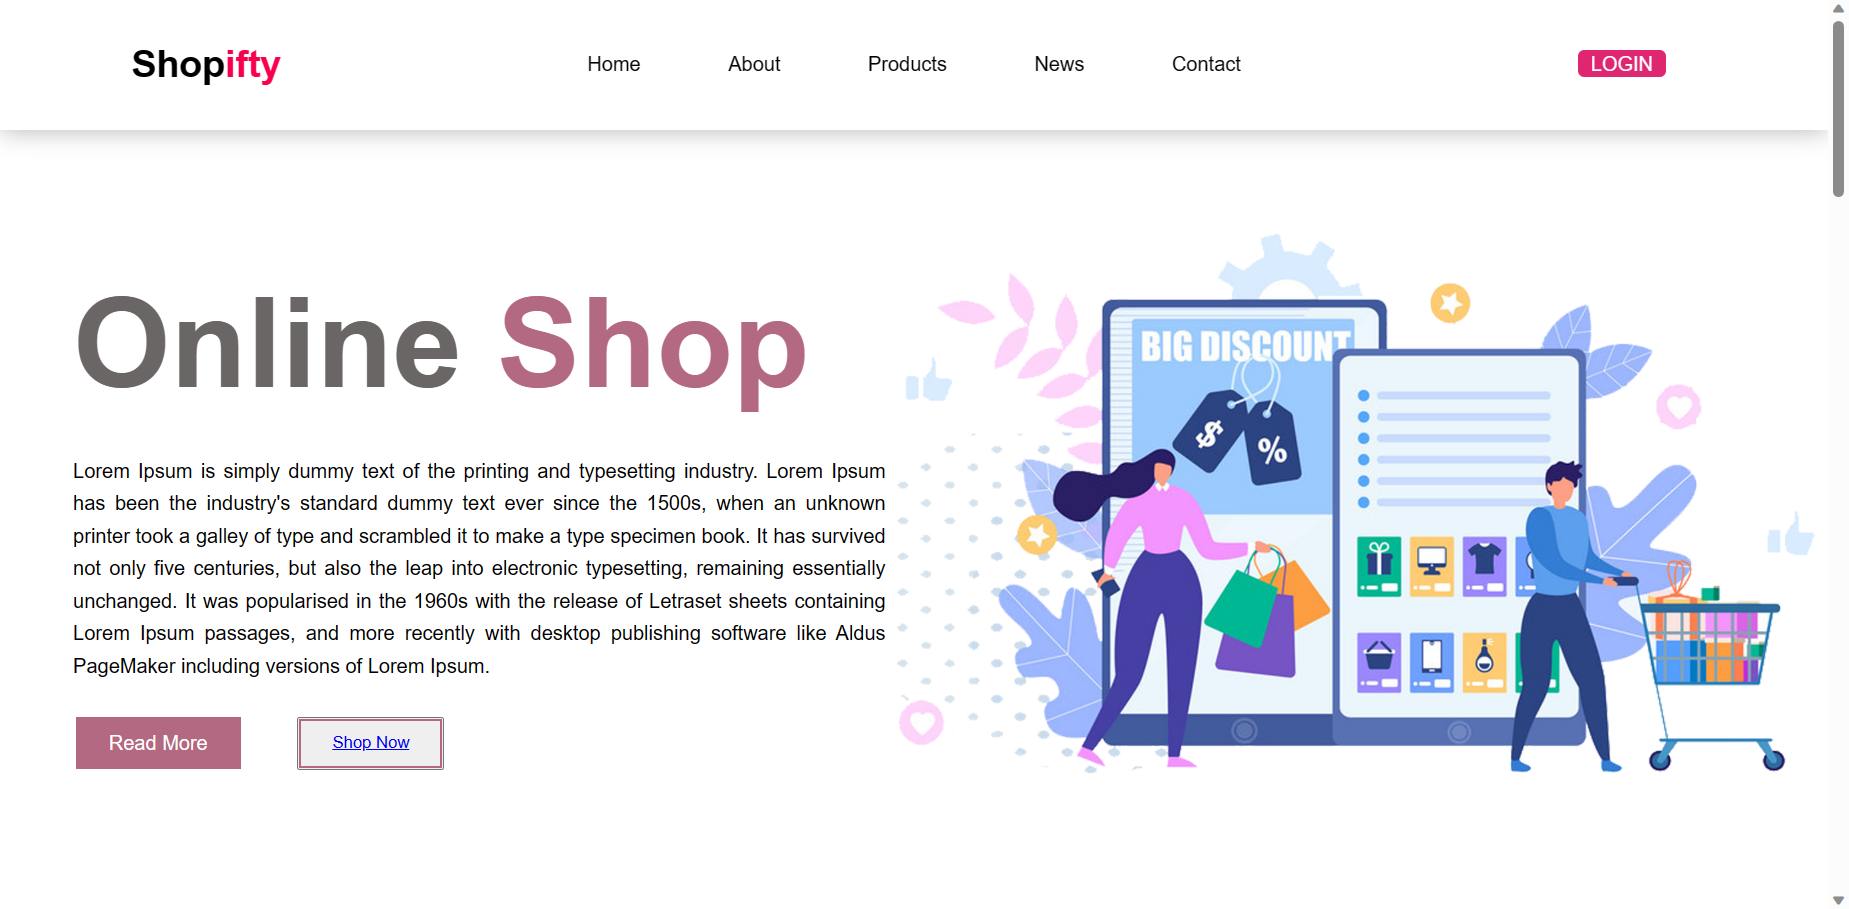 Shopifty
Home About Products News Contact
LOGIN
Online Shop
Lorem Ipsum is simply dummy text of the printing and typesetting industry. Lorem Ipsum
has been the industry's standard dummy text ever since the 1500s, when an unknown
printer took a galley of type and scrambled it to make a type specimen book. It has survived
not only five centuries, but also the leap into electronic typesetting, remaining essentially
unchanged. It was popularised in the 1960s with the release of Letraset sheets containing
Lorem Ipsum passages, and more recently with desktop publishing software like Aldus
PageMaker including versions of Lorem Ipsum.
Read More
Shop Now
BIG DISCOUNT
$
%